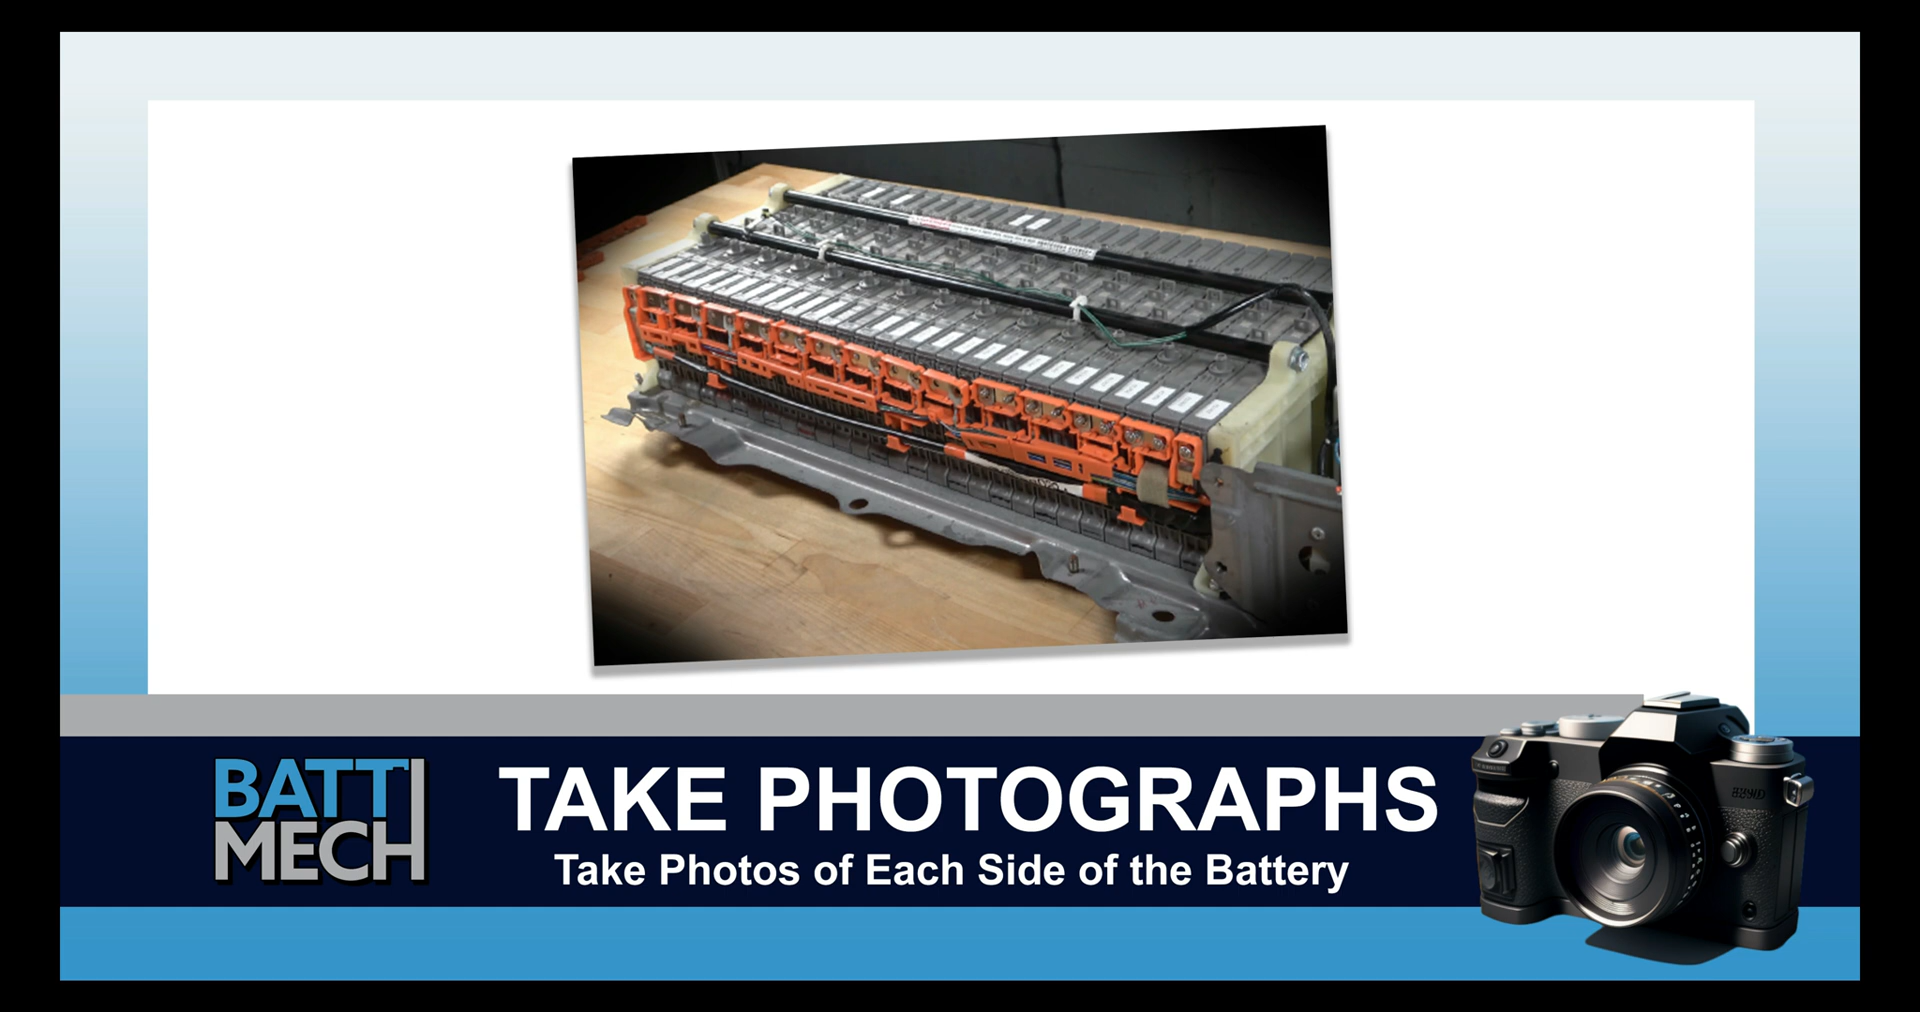 BATT
MECH
TAKE PHOTOGRAPHS
Take Photos of Each Side of the Battery